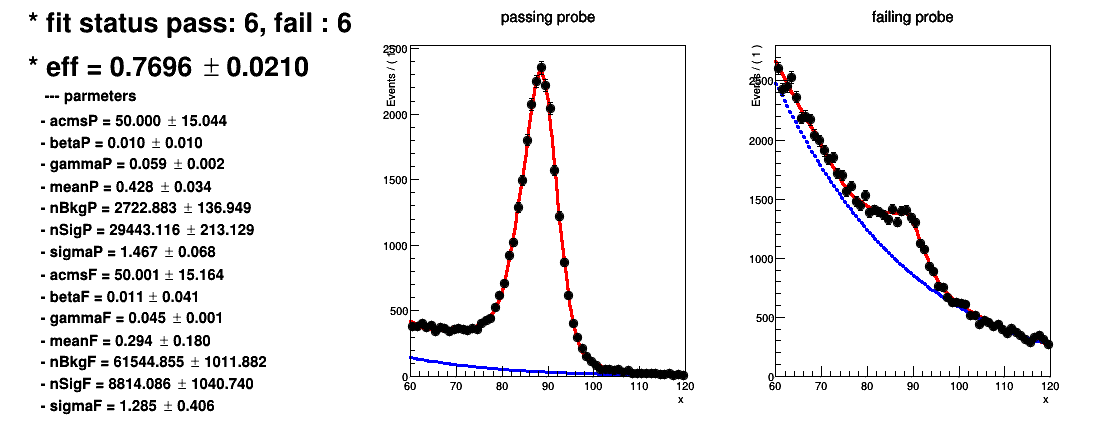 * fit status pass: 6, fail : 6
* eff = 0.7696 ± 0.0210
--- parmeters
- acmsP = 50.000 ± 15.044
- betaP = 0.010 ± 0.010
- gammaP = 0.059 ± 0.002
- meanP = 0.428 ± 0.034
- nBkgP = 2722.883 ± 136.949
- nSigP = 29443.116 ± 213.129
- sigmaP = 1.467 ± 0.068
- acmsF = 50.001 ± 15.164
- betaF = 0.011 ± 0.041
- gammaF = 0.045 ± 0.001
- meanF = 0.294 ± 0.180
- nBkgF = 61544.855 ± 1011.882
- nSigF = 8814.086 ± 1040.740
- sigmaF = 1.285 ± 0.406
passing probe
Events / ( 1 )
2500
2000
1500
1000
500
0
60 70 80 90 100 110 120
x
failing probe
Events / ( 1 )
2500
2000
1500
1000
500
0
60 70 80 90 100 110 120
x